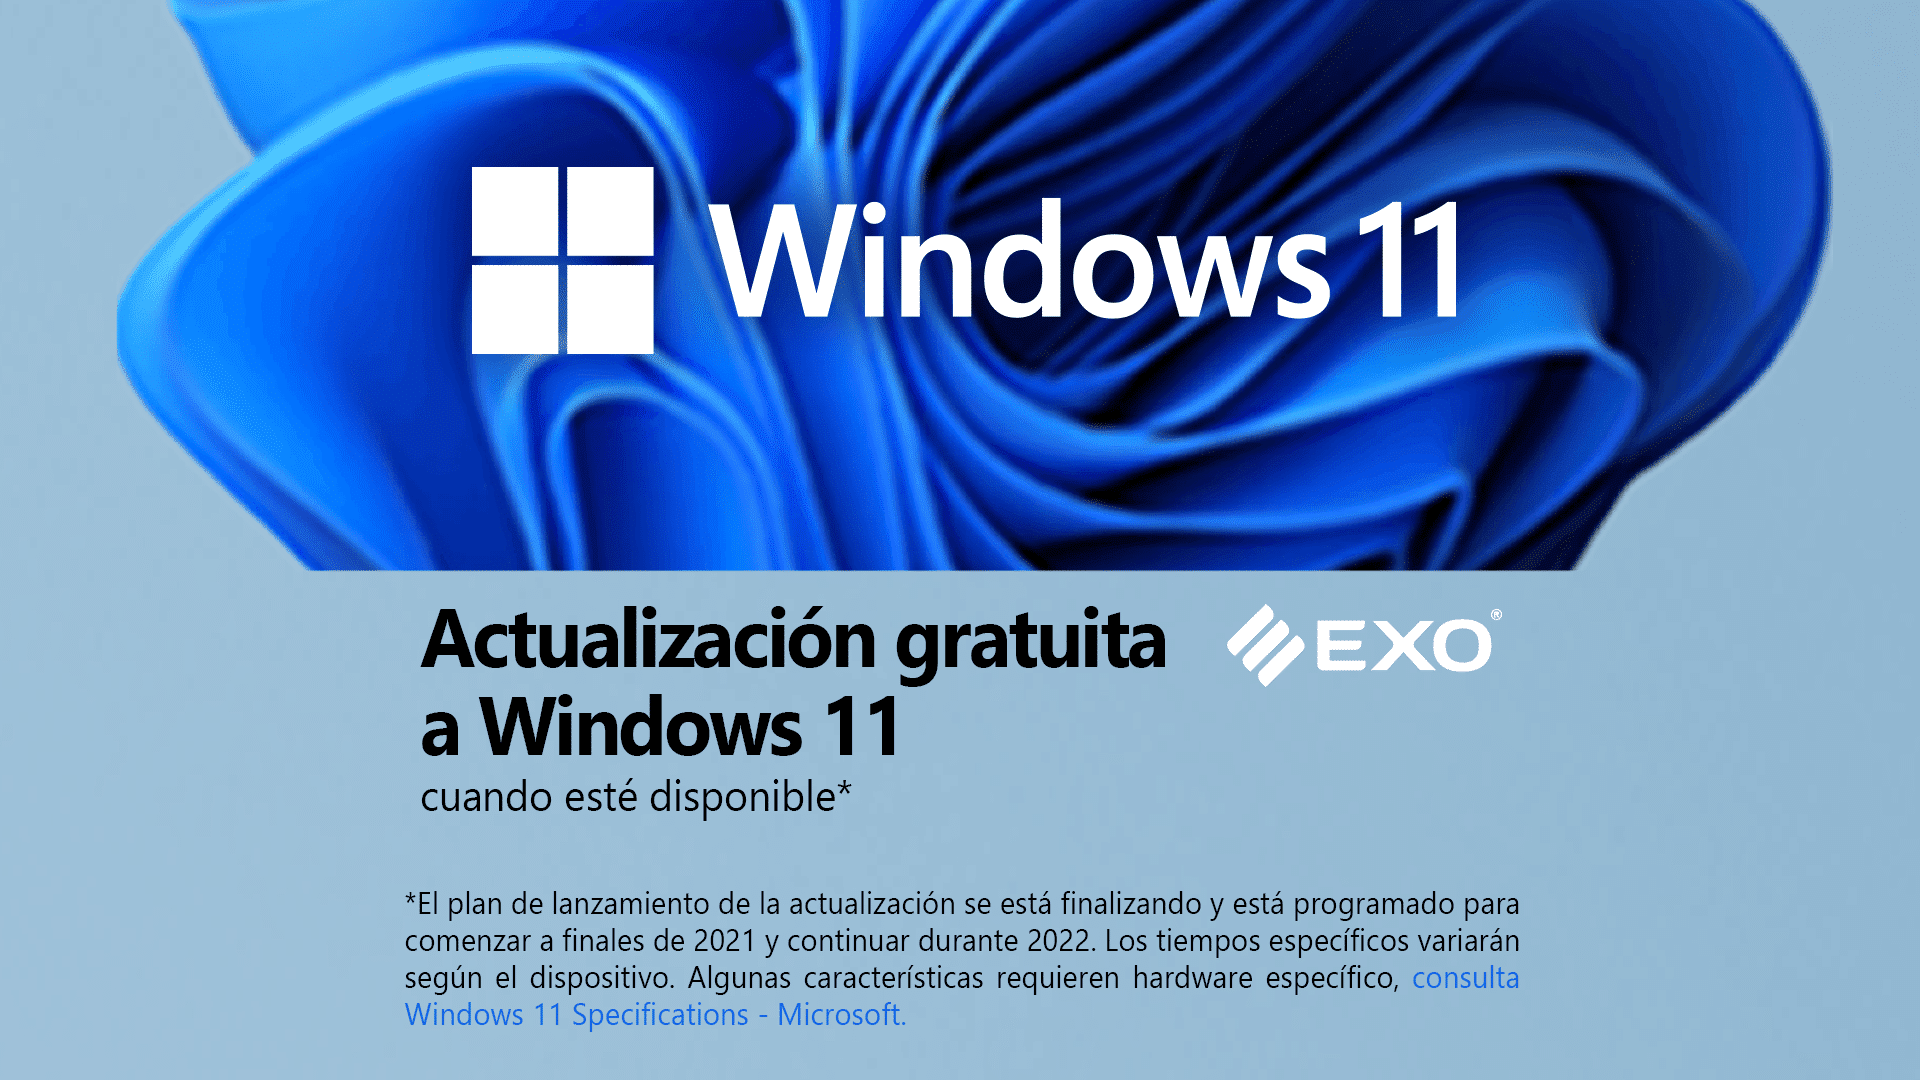 Windows 11
Actualización gratuita
EXO®
a Windows 11
cuando esté disponible*
*El plan de lanzamiento de la actualización se está finalizando y está programado para
comenzar a finales de 2021 y continuar durante 2022. Los tiempos específicos variarán
según el dispositivo. Algunas características requieren hardware específico, consulta
Windows 11 Specifications - Microsoft.